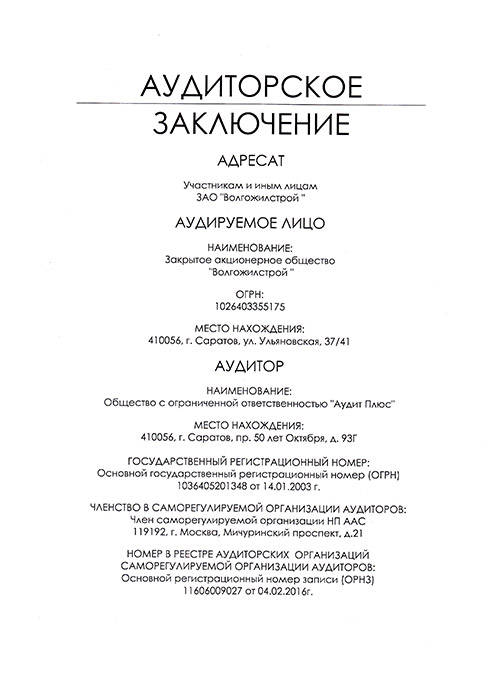 АУДИТОРСКОЕ
ЗАКЛЮЧЕНИЕ
АДРЕСАТ
Участникам и иным лицам
ЗАО "Волгожилстрой "
АУДИРУЕМОЕ ЛИЦО
НАИМЕНОВАНИЕ:
Закрытое акционерное общество
"Волгожилстрой "
ОГРН:
1026403355175
МЕСТО НАХОЖДЕНИЯ:
410056, г. Саратов, ул. Ульяновская, 37/41
АУДИТОР
НАИМЕНОВАНИЕ:
Общество с ограниченной ответственностью "Аудит Плюс"
МЕСТО НАХОЖДЕНИЯ:
410056, г. Саратов, пр. 50 лет Октября, д. 93Г
ГОСУДАРСТВЕННЫЙ РЕГИСТРАЦИОННЫЙ НОМЕР:
Основной государственный регистрационный номер (ОГРН)
1036405201348 от 14.01.2003 г.
ЧЛЕНСТВО В САМОРЕГУЛИРУЕМОЙ ОРГАНИЗАЦИИ АУДИТОРОВ:
Член саморегулируемой организации НП ААС
119192, г. Москва, Мичуринский проспект, д.21
НОМЕР В РЕЕСТРЕ АУДИТОРСКИХ ОРГАНИЗАЦИЙ
САМОРЕГУЛИРУЕМОЙ ОРГАНИЗАЦИИ АУДИТОРОВ:
Основной регистрационный номер записи (ОРНЗ)
11606009027 от 04.02.2016г.